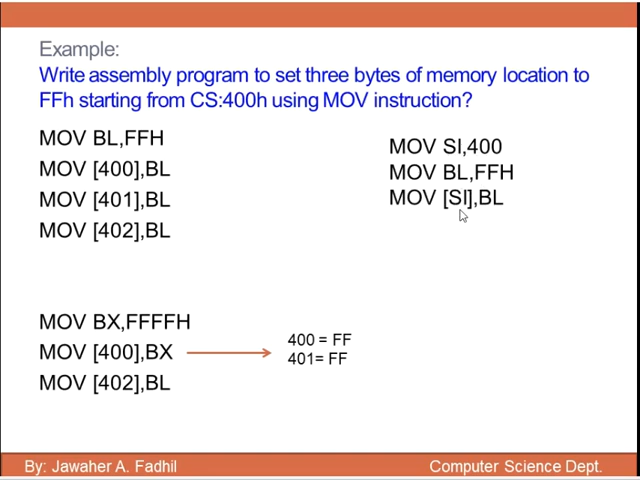 Example:
Write assembly program to set three bytes of memory location to
FFh starting from CS:400h using MOV instruction?
MOV BL,FFH
MOV [400],BL
MOV [401],BL
MOV [402],BL
MOV SI,400
MOV BL,FFH
MOV [SI],BL
MOV BX,FFFFH
MOV [400],BX
MOV [402],BL
400 = FF
401= FF
By: Jawaher A. Fadhil
Computer Science Dept.